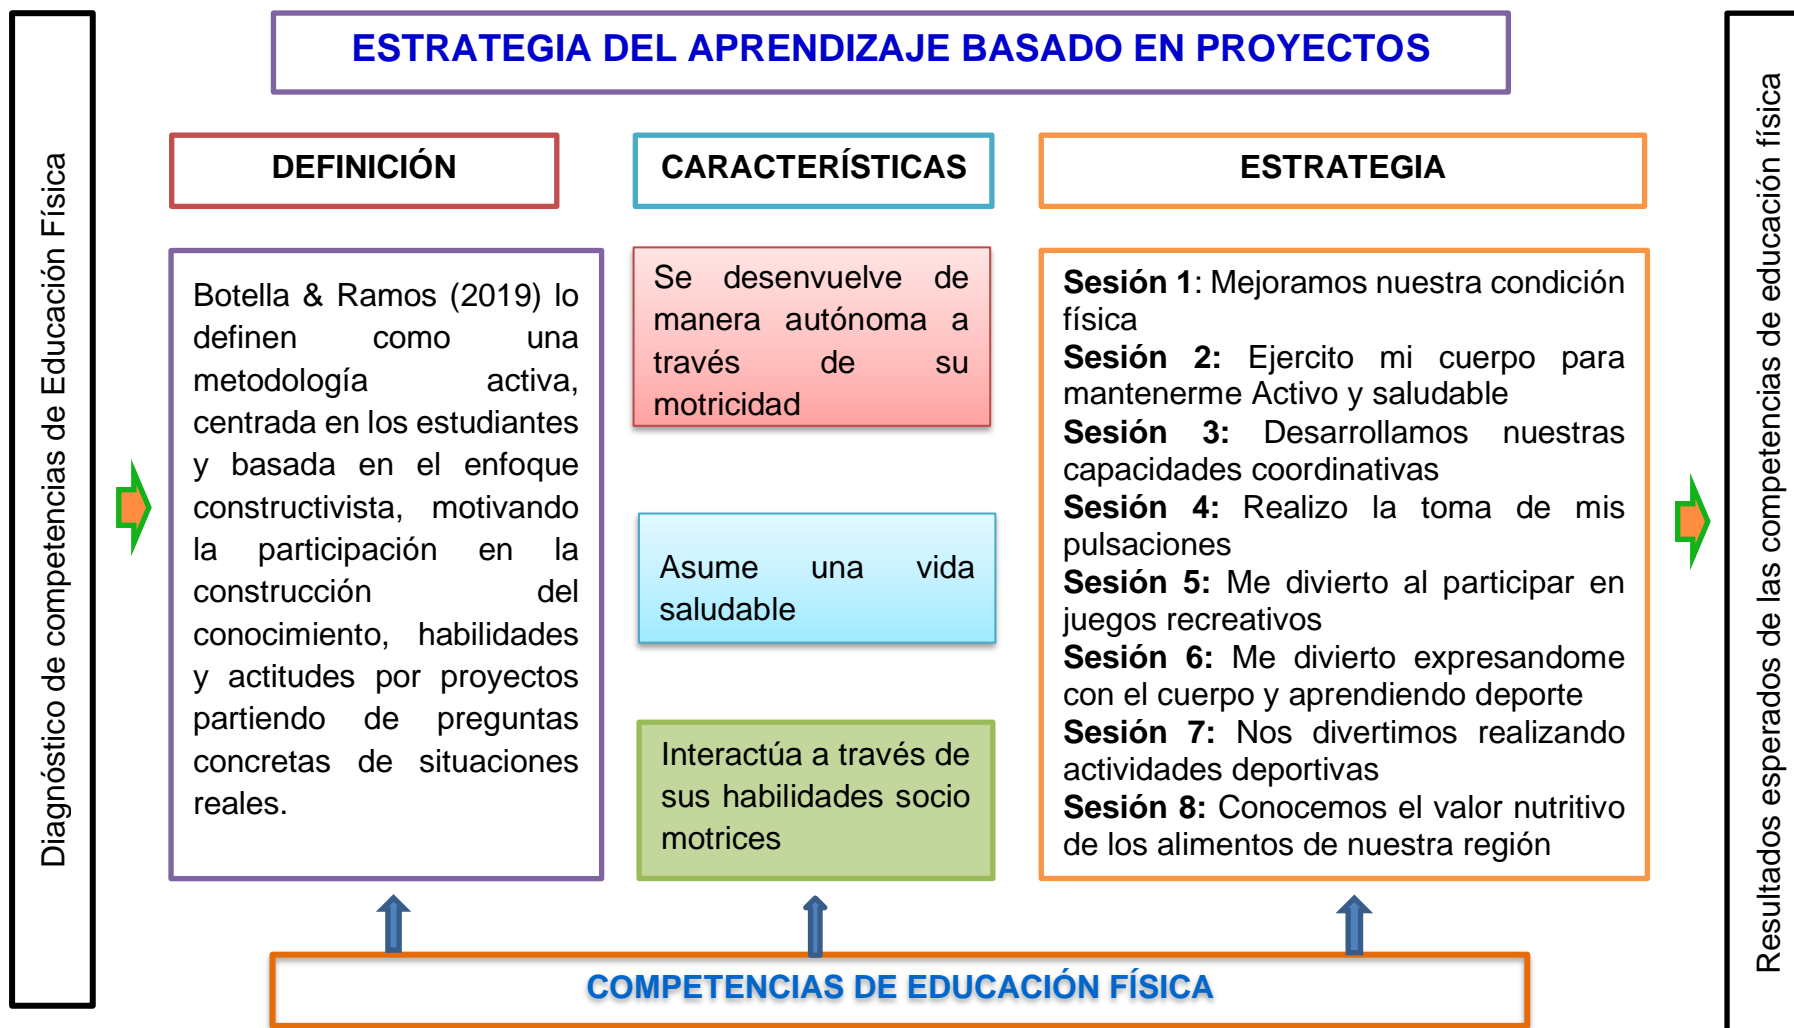 Diagnóstico de competencias de Educación Física
ESTRATEGIA DEL APRENDIZAJE BASADO EN PROYECTOS
DEFINICIÓN
Botella & Ramos (2019) lo
definen como una
metodología activa,
centrada en los estudiantes
y basada en el enfoque
constructivista, motivando
la participación en la
construcción del
conocimiento, habilidades
y actitudes por proyectos
partiendo de preguntas
concretas de situaciones
reales.
CARACTERÍSTÍCAS
Se desenvuelve de
manera autónoma a
través de su
motricidad
Asume una vida
saludable
Interactúa a través de
sus habilidades socio
motrices
ESTRATEGIA
Sesión 1: Mejoramos nuestra condición
física
Sesión 2: Ejercito mi cuerpo para
mantenerme Activo y saludable
Sesión 3: Desarrollamos nuestras
capacidades coordinativas
Sesión 4: Realizo la toma de mis
pulsaciones
Sesión 5: Me divierto al participar en
juegos recreativos
Sesión 6: Me divierto expresandome
con el cuerpo y aprendiendo deporte
Sesión 7: Nos divertimos realizando
actividades deportivas
Sesión 8: Conocemos el valor nutritivo
de los alimentos de nuestra región
COMPETENCIAS DE EDUCACIÓN FÍSICA
Resultados esperados de las competencias de educación física